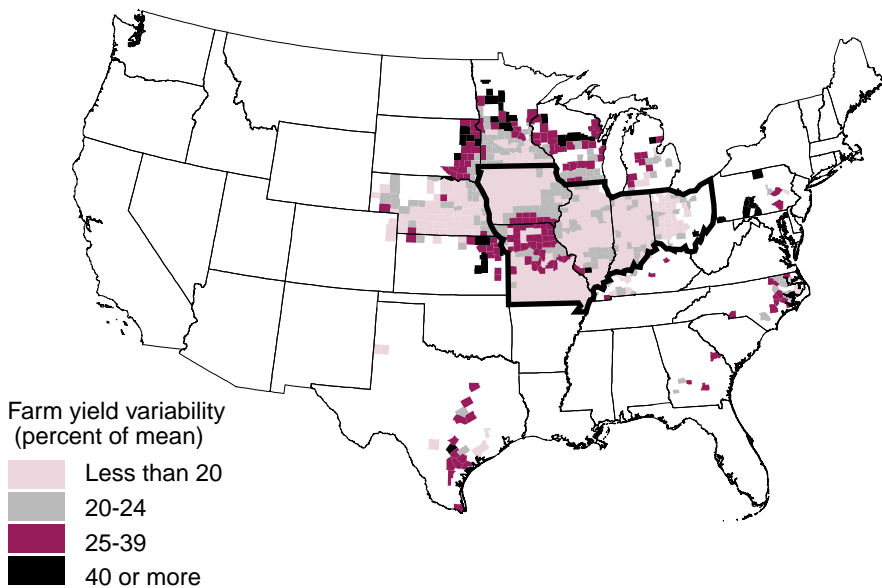 Farm yield variability
(percent of mean)
Less than 20
20-24
25-39
40 or more